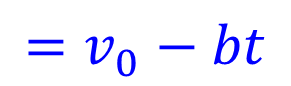 = v₀ − bt